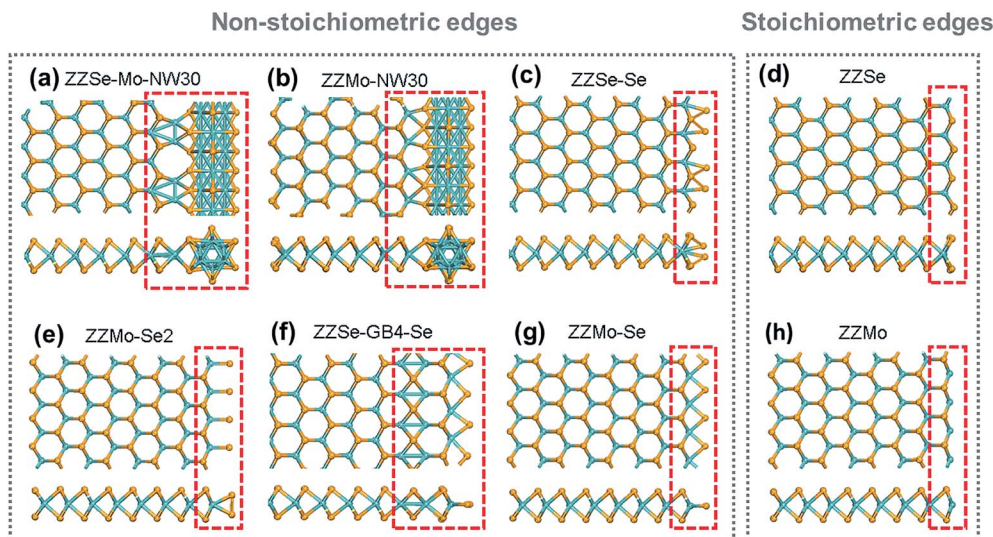 Non-stoichiometric edges
Stoichiometric edges
(a) ZZSe-Mo-NW30
(b) ZZMo-NW30
(c) ZZSe-Se
(d) ZZSe
(e) ZZMo-Se2
(f) ZZSe-GB4-Se
(g) ZZMo-Se
(h) ZZMo